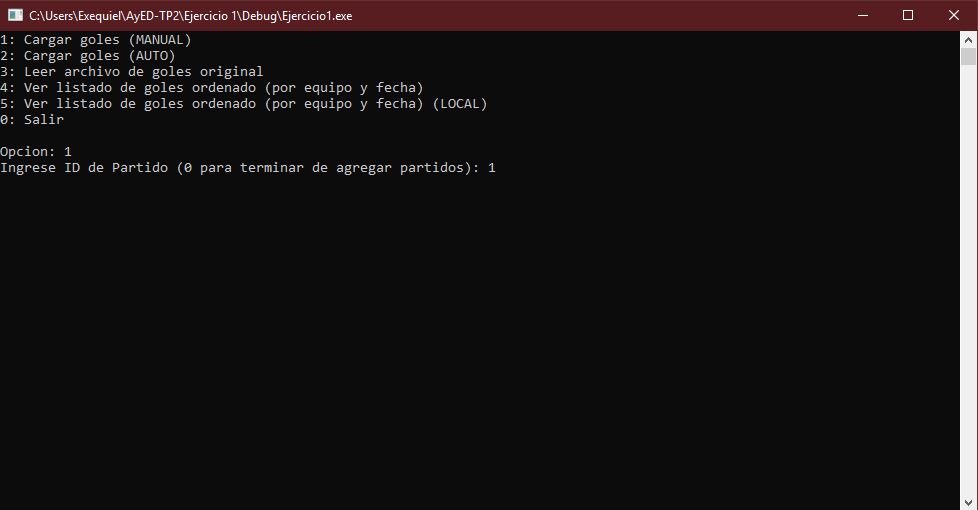 C:\Users\Exequiel\AyED-TP2\Ejercicio 1\Debug\Ejercicio1.exe
1: Cargar goles (MANUAL)
2: Cargar goles (AUTO)
3: Leer archivo de goles original
4: Ver listado de goles ordenado (por equipo y fecha)
5: Ver listado de goles ordenado (por equipo y fecha) (LOCAL)
0: Salir
Opcion: 1
Ingrese ID de Partido (0 para terminar de agregar partidos): 1